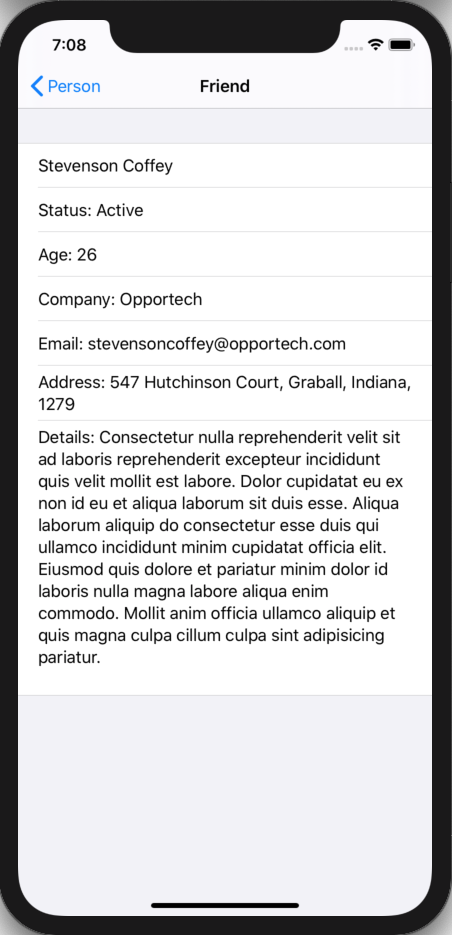 7:08
Person
Friend
Stevenson Coffey
Status: Active
Age: 26
Company: Opportech
Email: stevensoncoffey@opportech.com
Address: 547 Hutchinson Court, Graball, Indiana,
1279
Details: Consectetur nulla reprehenderit velit sit
ad laboris reprehenderit excepteur incididunt
quis velit mollit est labore. Dolor cupidatat eu ex
non id eu et aliqua laborum sit duis esse. Aliqua
laborum aliquip do consectetur esse duis qui
ullamco incididunt minim cupidatat officia elit.
Eiusmod quis dolore et pariatur minim dolor id
laboris nulla magna labore aliqua enim
commodo. Mollit anim officia ullamco aliquip et
quis magna culpa cillum culpa sint adipisicing
pariatur.